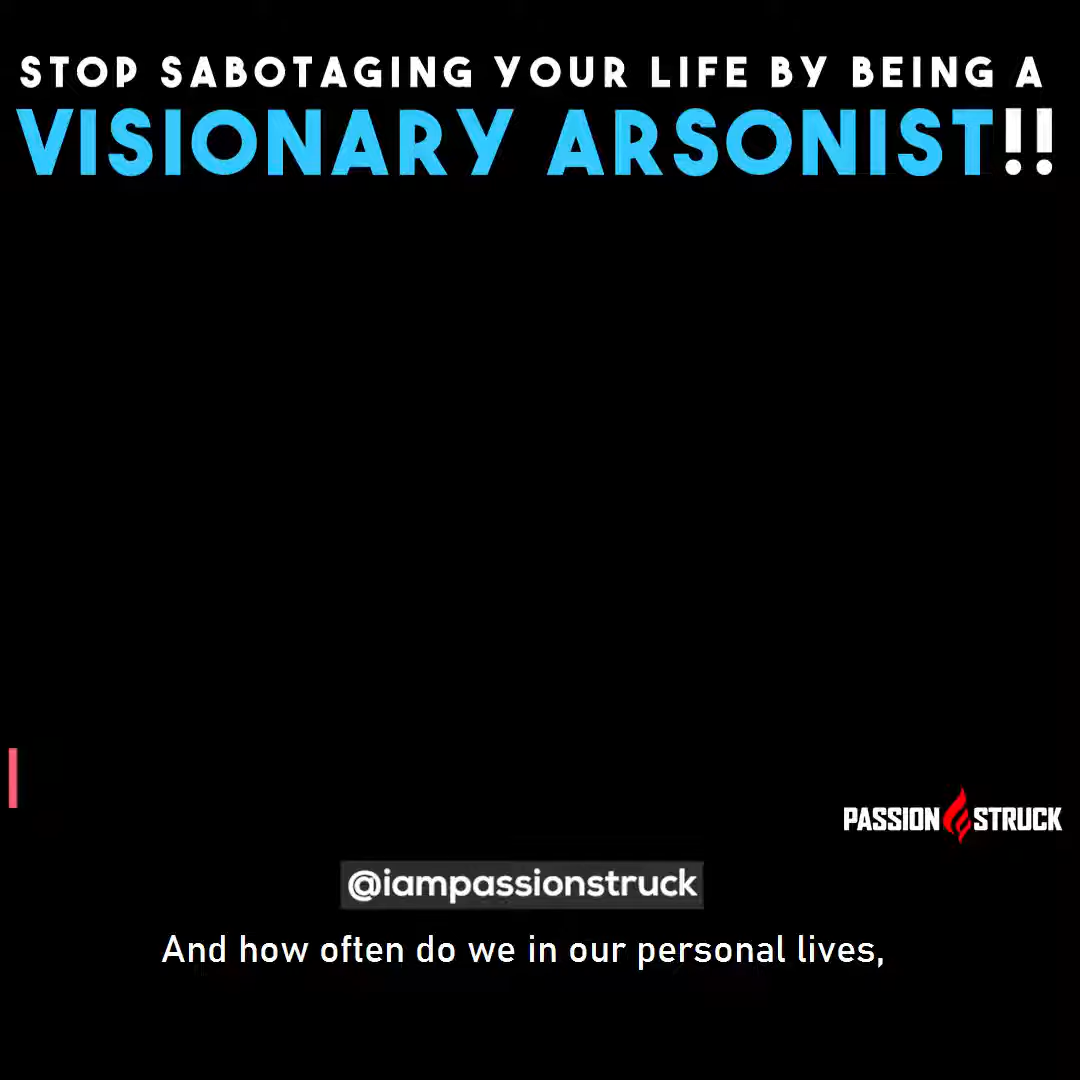 STOP SABOTAGING YOUR LIFE BY BEING A
VISIONARY ARSONIST!!
PASSION STRUCK
@iampassionstruck
And how often do we in our personal lives,